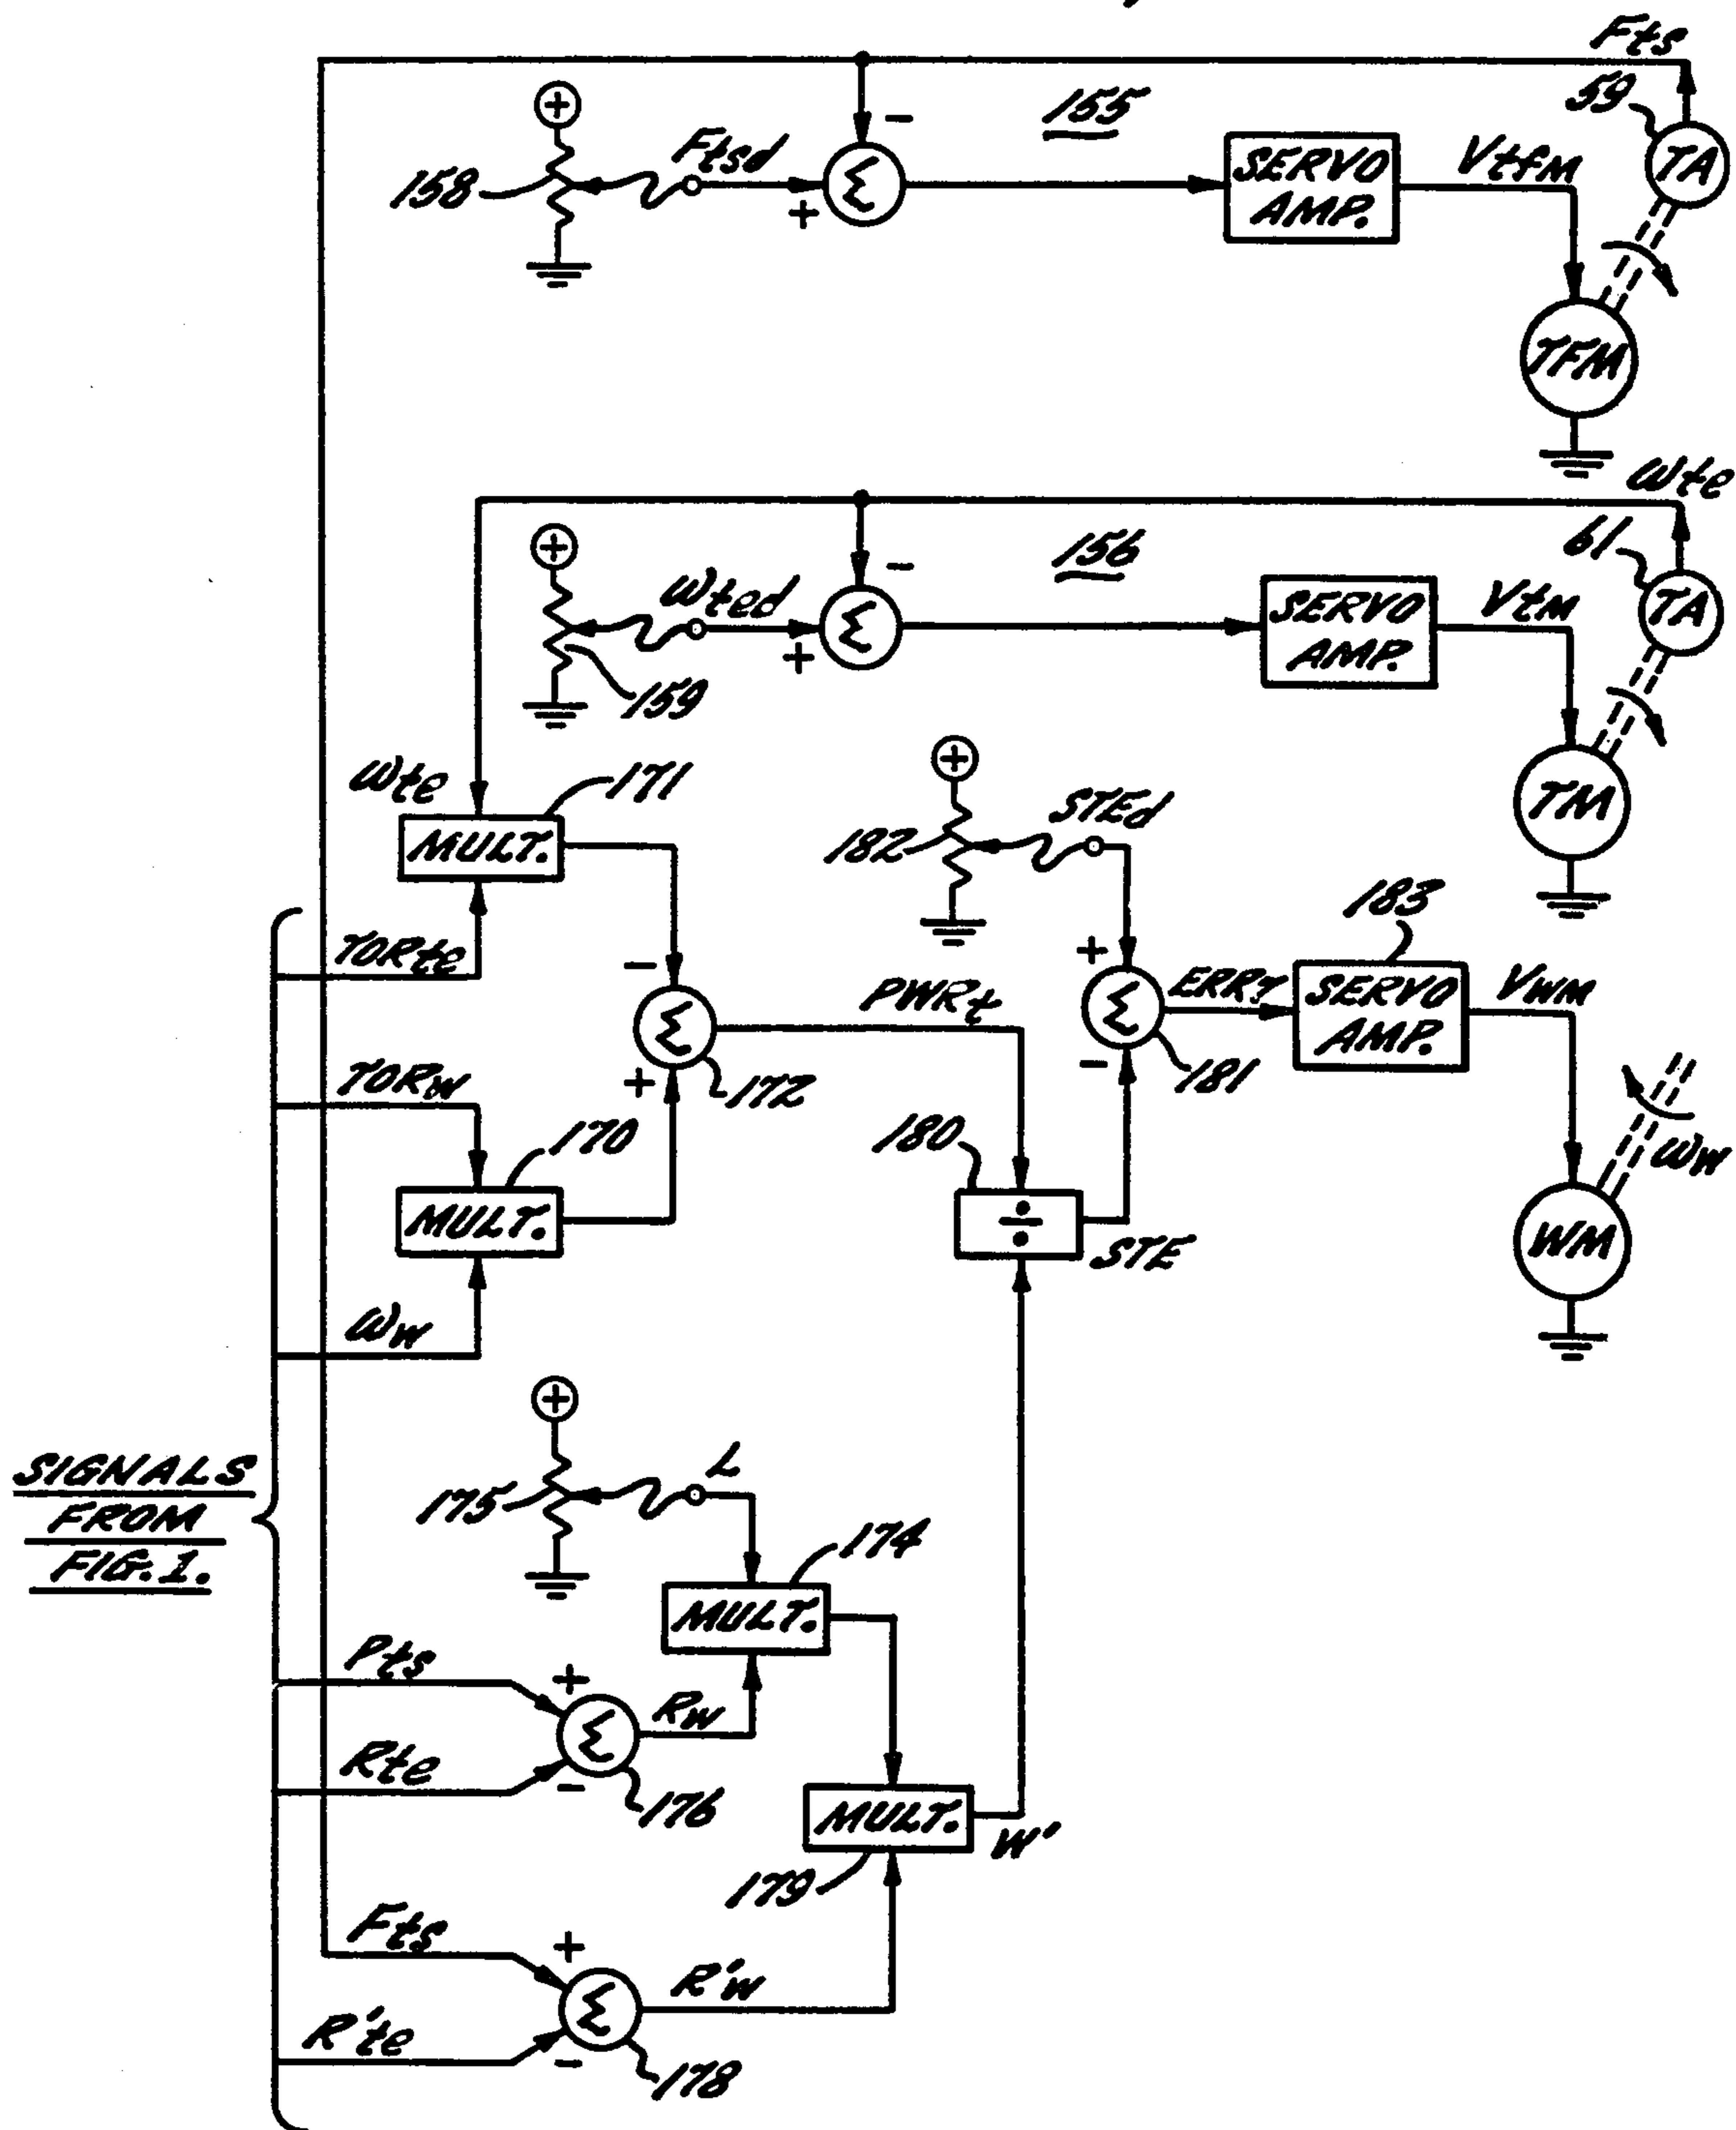 Fts
59
155
Ftsd
158
-
+
Σ
SERVO
AMP.
VtfM
TA
TFM
ωte
61
156
ωted
159
-
+
Σ
SERVO
AMP.
VtM
TA
TM
ωte
171
MULT.
182
STEd
183
TORte
-
+
PWRt
Σ
ERR7
SERVO
AMP.
VWM
Σ
172
+
-
181
TORw
170
180
ωw
MULT.
÷
STE
WM
ωw
SIGNALS
FROM
FIG. 1.
175
L
174
MULT.
Pts
+
Rw
Σ
Rte
-
176
MULT.
W'
179
Fts
+
R'w
Σ
R'te
-
178